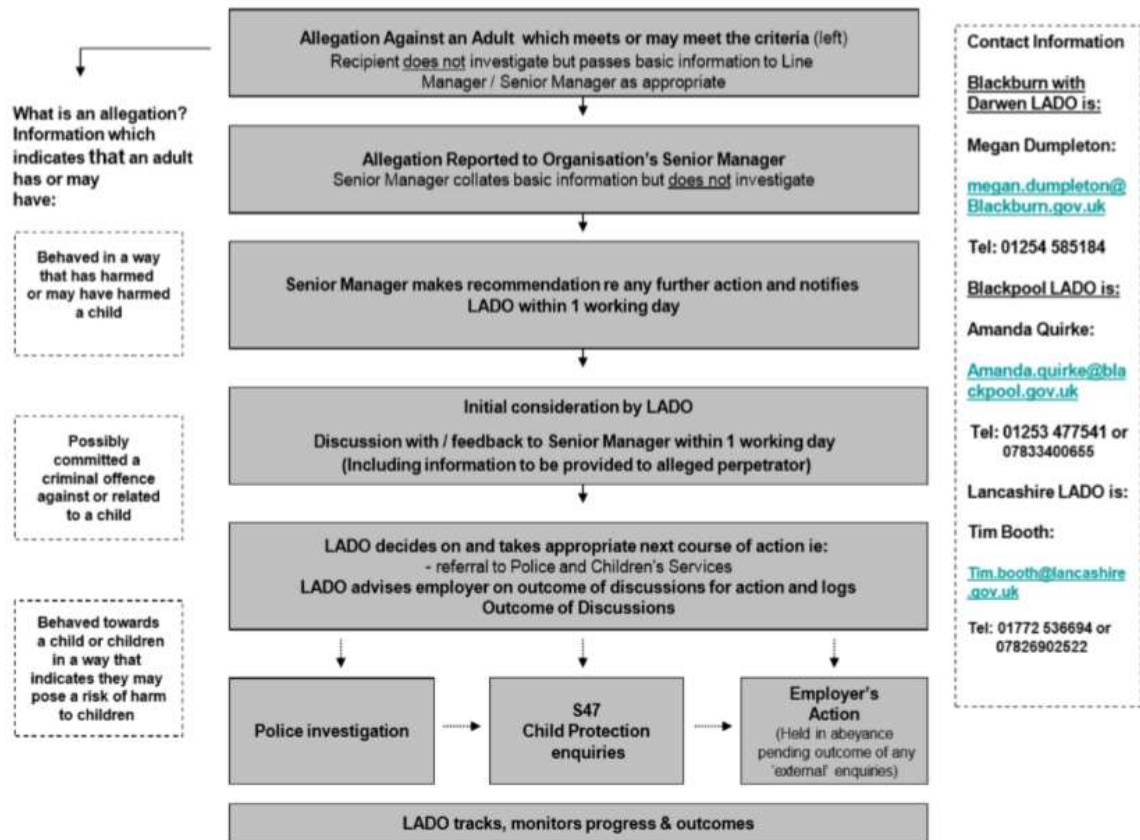 Allegation Against an Adult which meets or may meet the criteria (left)
Recipient does not investigate but passes basic information to Line
Manager / Senior Manager as appropriate
What is an allegation?
Information which
indicates that an adult
has or may
have:
Behaved in a way
that has harmed
or may have harmed
a child
Possibly
committed a
criminal offence
against or related
to a child
Behaved towards
a child or children
in a way that
indicates they may
pose a risk of harm
to children
Allegation Reported to Organisation's Senior Manager
Senior Manager collates basic information but does not investigate
Senior Manager makes recommendation re any further action and notifies
LADO within 1 working day
Initial consideration by LADO
Discussion with / feedback to Senior Manager within 1 working day
(Including information to be provided to alleged perpetrator)
LADO decides on and takes appropriate next course of action ie:
- referral to Police and Children's Services
LADO advises employer on outcome of discussions for action and logs
Outcome of Discussions
Police investigation
S47
Child Protection
enquiries
Employer's
Action
(Held in abeyance
pending outcome of any
'external' enquiries)
LADO tracks, monitors progress & outcomes
Contact Information
Blackburn with
Darwen LADO is:
Megan Dumpleton:
megan.dumpleton@
Blackburn.gov.uk
Tel: 01254 585184
Blackpool LADO is:
Amanda Quirke:
Amanda.quirke@bla
ckpool.gov.uk
Tel: 01253 477541 or
07833400655
Lancashire LADO is:
Tim Booth:
Tim.booth@lancashire
.gov.uk
Tel: 01772 536694 or
07826902522